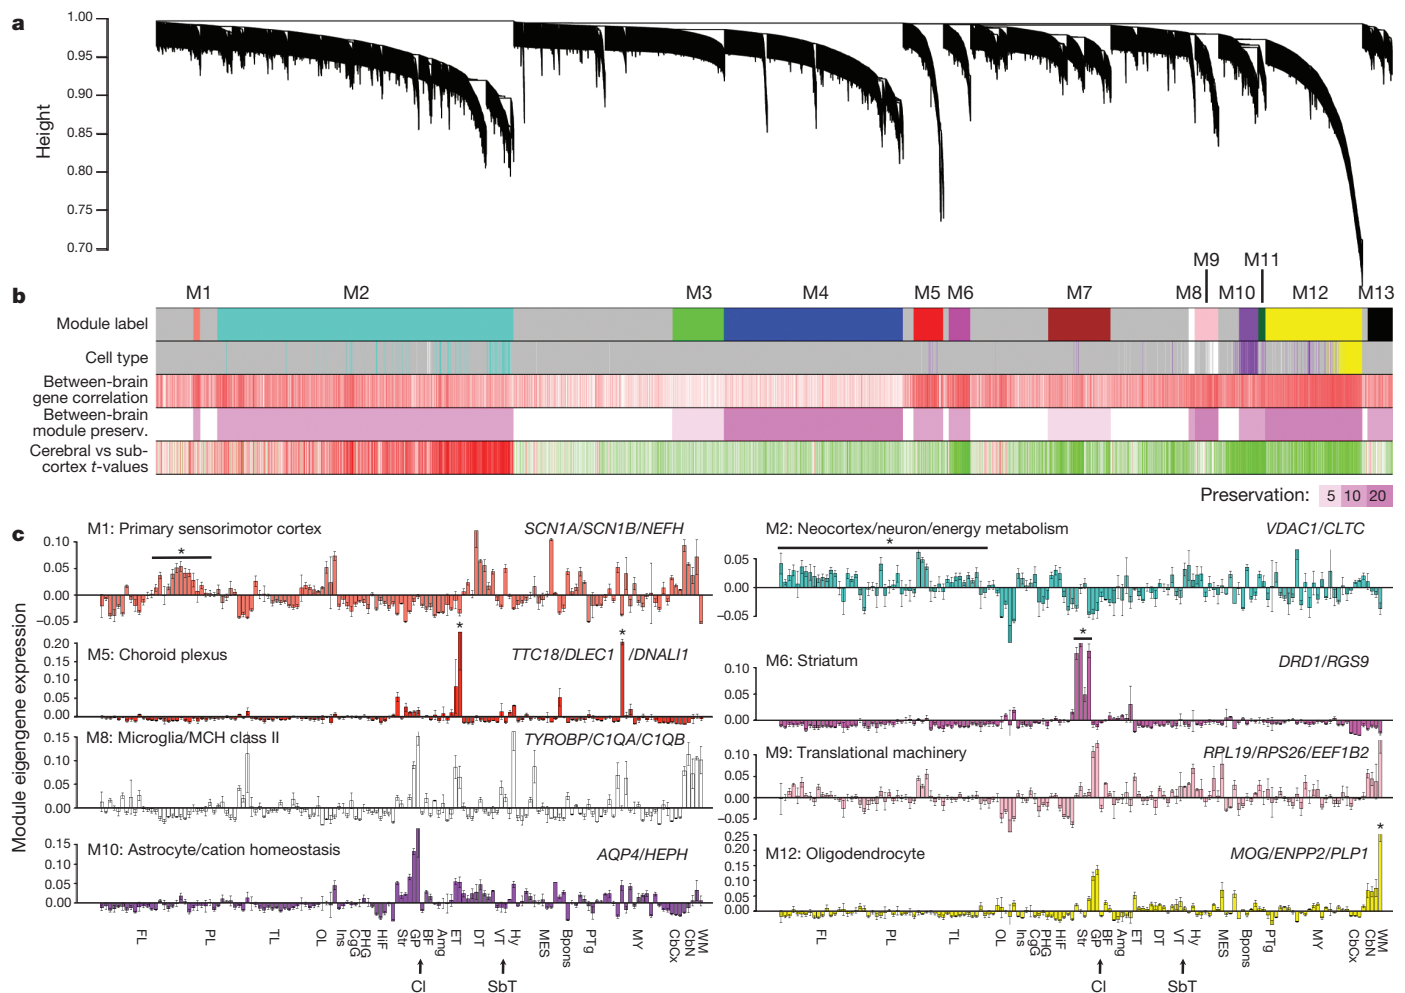 a
1.00
0.95
0.90
0.85
0.80
0.75
0.70
Height
M9
M11
b
M1
M2
M3
M4
M5
M6
M7
M8
M10
M12
M13
Module label
Cell type
Between-brain
gene correlation
Between-brain
module preserv.
Cerebral vs sub-
cortex t-values
Preservation: 5 10 20
c
Module eigengene expression
M1: Primary sensorimotor cortex
SCN1A/SCN1B/NEFH
*
0.10
0.05
0.00
−0.05
M2: Neocortex/neuron/energy metabolism
VDAC1/CLTC
*
0.05
0.00
−0.05
M5: Choroid plexus
TTC18/DLEC1/DNALI1
*
*
0.20
0.15
0.10
0.05
0.00
M6: Striatum
DRD1/RGS9
*
0.10
0.05
0.00
M8: Microglia/MCH class II
TYROBP/C1QA/C1QB
0.15
0.10
0.05
0.00
M9: Translational machinery
RPL19/RPS26/EEF1B2
0.10
0.05
0.00
−0.05
M10: Astrocyte/cation homeostasis
AQP4/HEPH
0.15
0.10
0.05
0.00
M12: Oligodendrocyte
MOG/ENPP2/PLP1
*
0.25
0.20
0.15
0.10
0.05
0.00
FL
PL
TL
OL
Ins
CgG
PHG
HiF
Str
GP
BF
Amg
ET
DT
VT
Hy
MES
Bpons
PTg
MY
CbCx
CbN
WM
Cl
SbT
FL
PL
TL
OL
Ins
CgG
PHG
HiF
Str
GP
BF
Amg
ET
DT
VT
Hy
MES
Bpons
PTg
MY
CbCx
CbN
WM
Cl
SbT